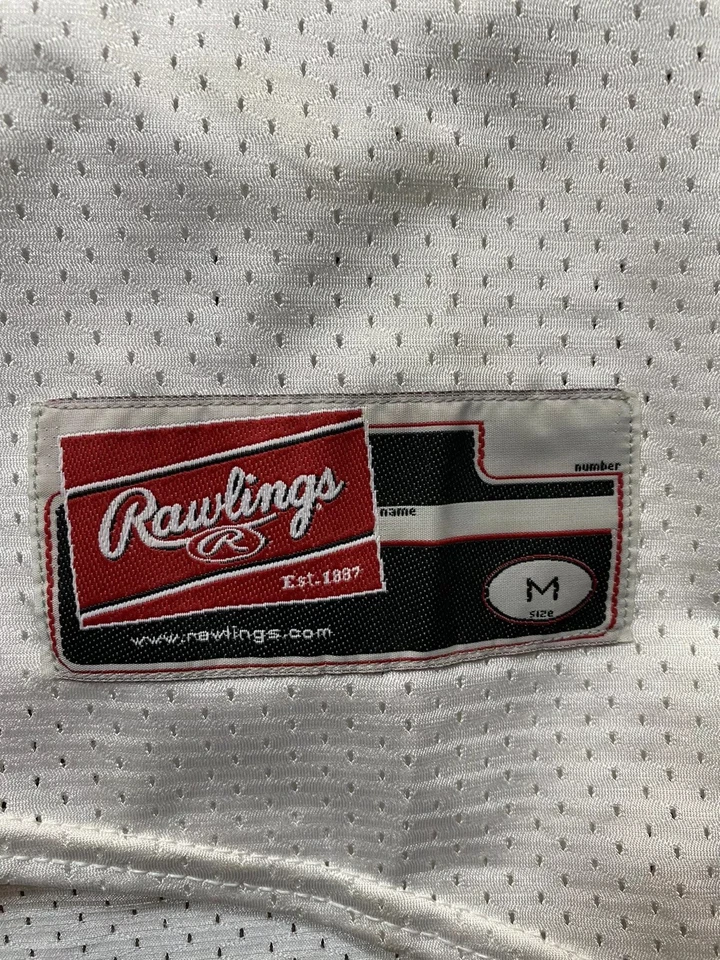 number
Rawlings
name
R
Est. 1887
M
size
www.rawlings.com